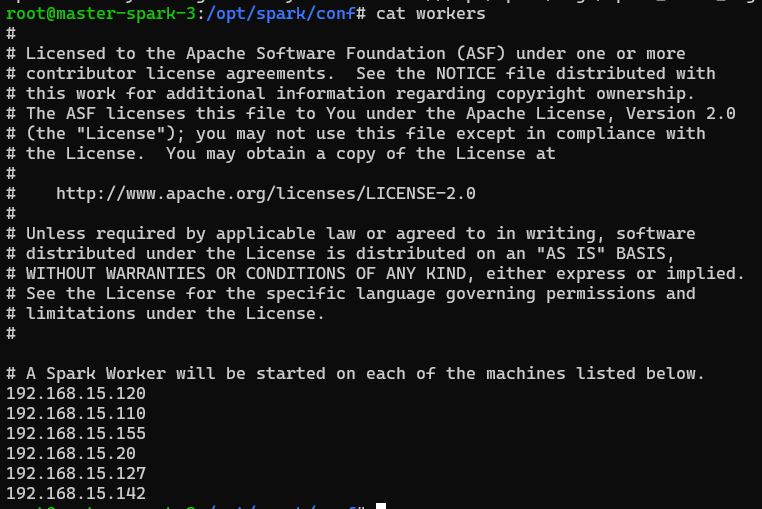 root@master-spark-3:/opt/spark/conf# cat workers
#
# Licensed to the Apache Software Foundation (ASF) under one or more
# contributor license agreements.  See the NOTICE file distributed with
# this work for additional information regarding copyright ownership.
# The ASF licenses this file to You under the Apache License, Version 2.0
# (the "License"); you may not use this file except in compliance with
# the License.  You may obtain a copy of the License at
#
#    http://www.apache.org/licenses/LICENSE-2.0
#
# Unless required by applicable law or agreed to in writing, software
# distributed under the License is distributed on an "AS IS" BASIS,
# WITHOUT WARRANTIES OR CONDITIONS OF ANY KIND, either express or implied.
# See the License for the specific language governing permissions and
# limitations under the License.
#

# A Spark Worker will be started on each of the machines listed below.
192.168.15.120
192.168.15.110
192.168.15.155
192.168.15.20
192.168.15.127
192.168.15.142